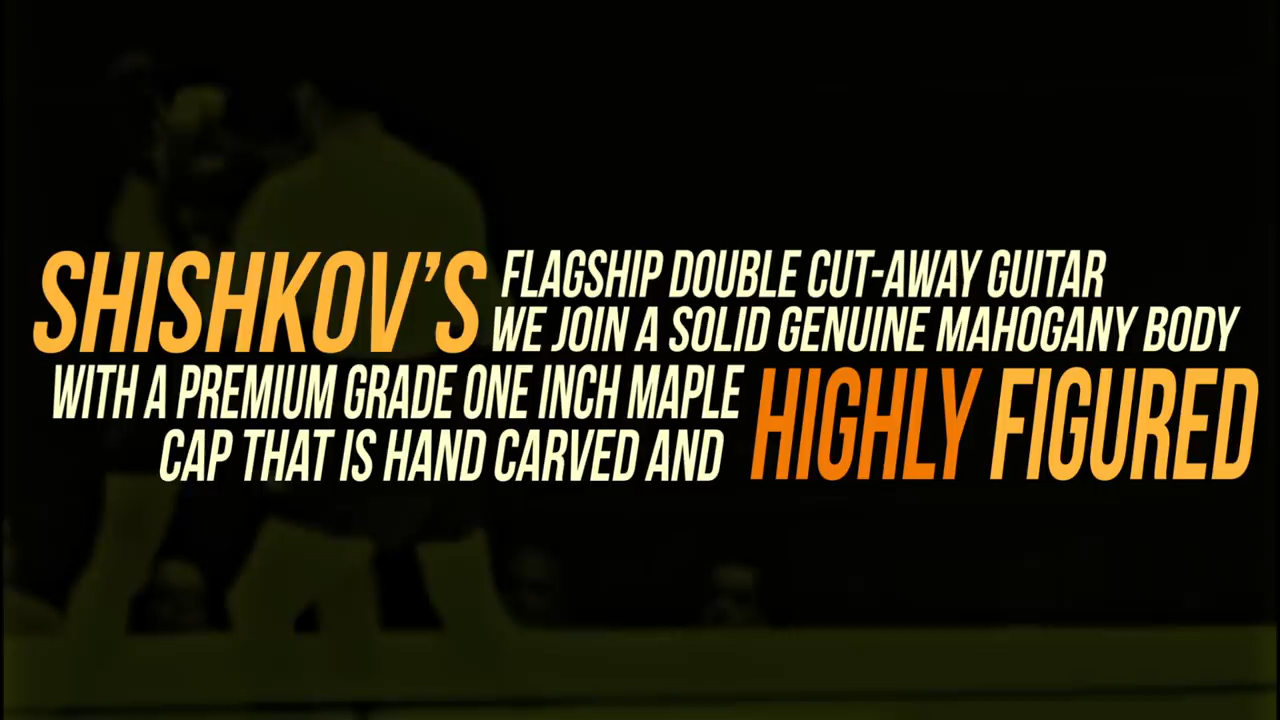 SHISHKOV'S FLAGSHIP DOUBLE CUT-AWAY GUITAR
WE JOIN A SOLID GENUINE MAHOGANY BODY
WITH A PREMIUM GRADE ONE INCH MAPLE
CAP THAT IS HAND CARVED AND HIGHLY FIGURED